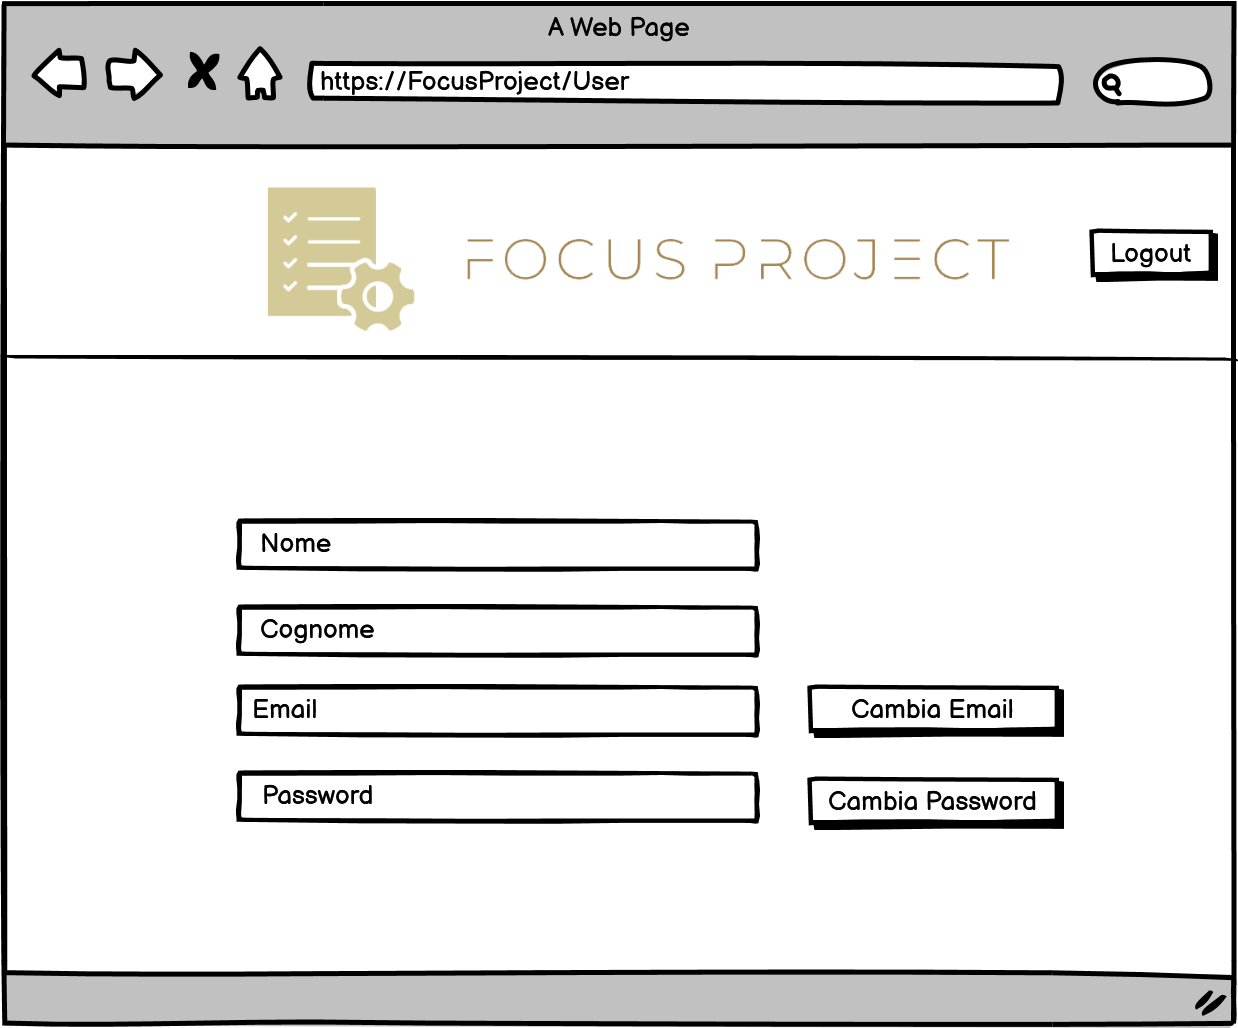 A Web Page
https://FocusProject/User
FOCUS PROJECT
Logout
Nome
Cognome
Email
Cambia Email
Password
Cambia Password